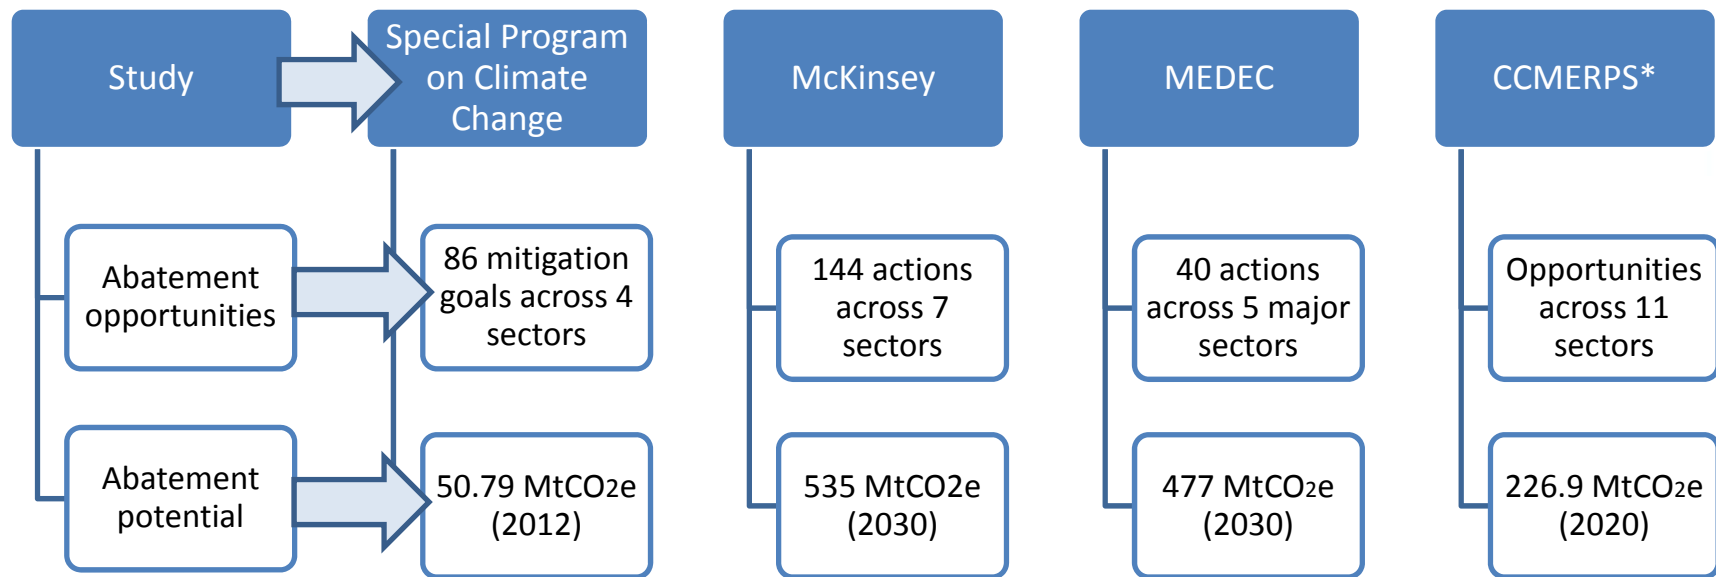 Study
Special Program
on Climate
Change
McKinsey
MEDEC
CCMERPS*
Abatement
opportunities
86 mitigation
goals across 4
sectors
144 actions
across 7
sectors
40 actions
across 5 major
sectors
Opportunities
across 11
sectors
Abatement
potential
50.79 MtCO2e
(2012)
535 MtCO2e
(2030)
477 MtCO2e
(2030)
226.9 MtCO2e
(2020)